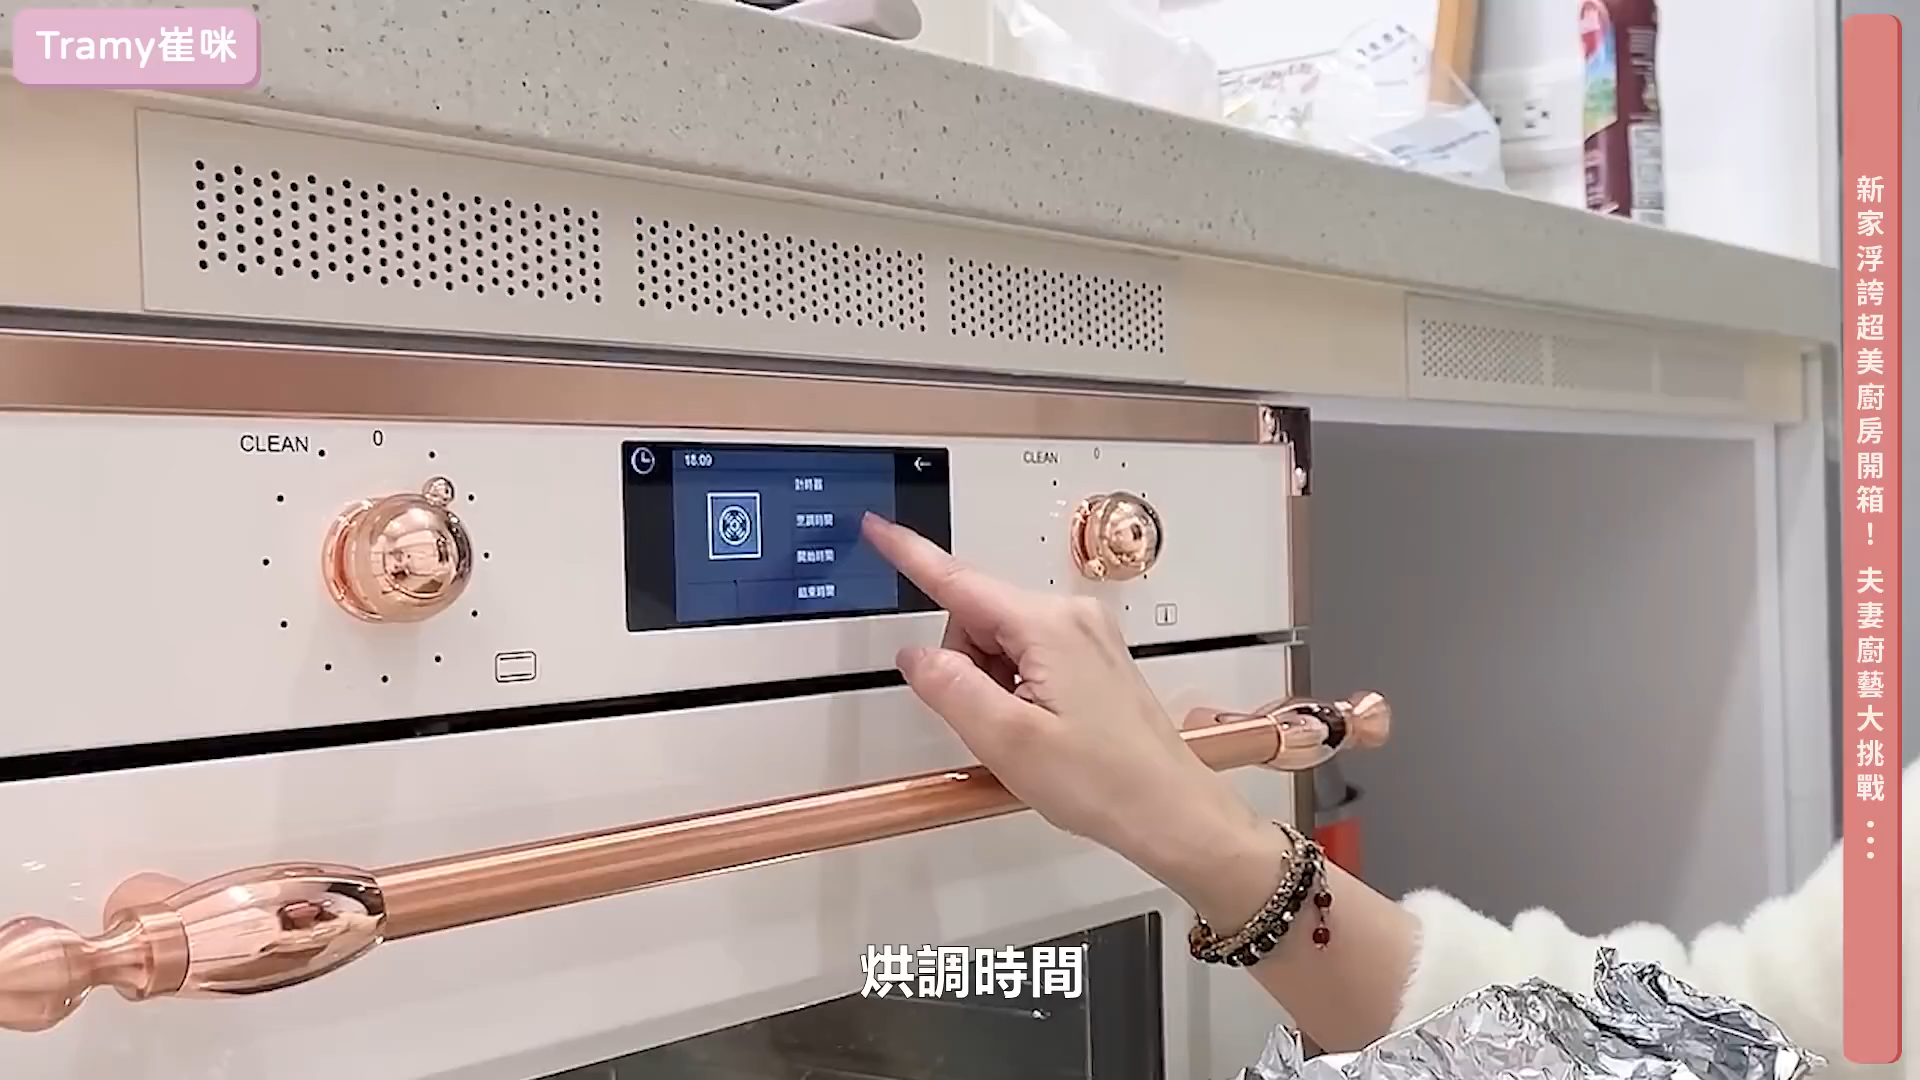 Tramy崔咪
新家浮誇超美廚房開箱！夫妻廚藝大挑戰…
CLEAN
0
18:09
計時器
烹調時間
開始時間
結束時間
CLEAN
0
烘調時間